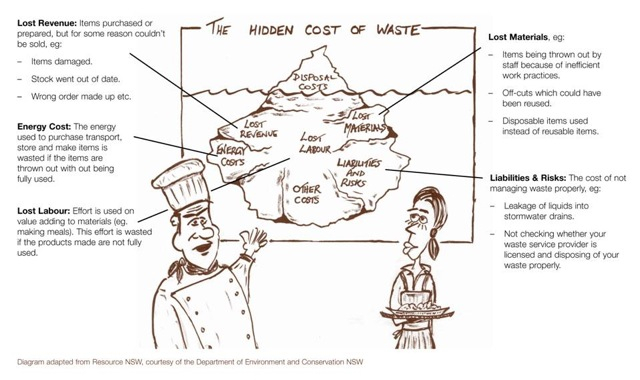 THE HIDDEN COST OF WASTE
Lost Revenue: Items purchased or
prepared, but for some reason couldn't
be sold, eg:
– Items damaged.
– Stock went out of date.
– Wrong order made up etc.
Energy Cost: The energy
used to purchase transport,
store and make items is
wasted if the items are
thrown out with out being
fully used.
Lost Labour: Effort is used on
value adding to materials (eg.
making meals). This effort is wasted
if the products made are not fully
used.
DISPOSAL
COSTS
LOST
REVENUE
LOST
MATERIALS
ENERGY
COSTS
LOST
LABOUR
LIABILITIES
AND
RISKS
OTHER
COSTS
Lost Materials, eg:
– Items being thrown out by
staff because of inefficient
work practices.
– Off-cuts which could have
been reused.
– Disposable items used
instead of reusable items.
Liabilities & Risks: The cost of not
managing waste properly, eg:
– Leakage of liquids into
stormwater drains.
– Not checking whether your
waste service provider is
licensed and disposing of your
waste properly.
Diagram adapted from Resource NSW, courtesy of the Department of Environment and Conservation NSW